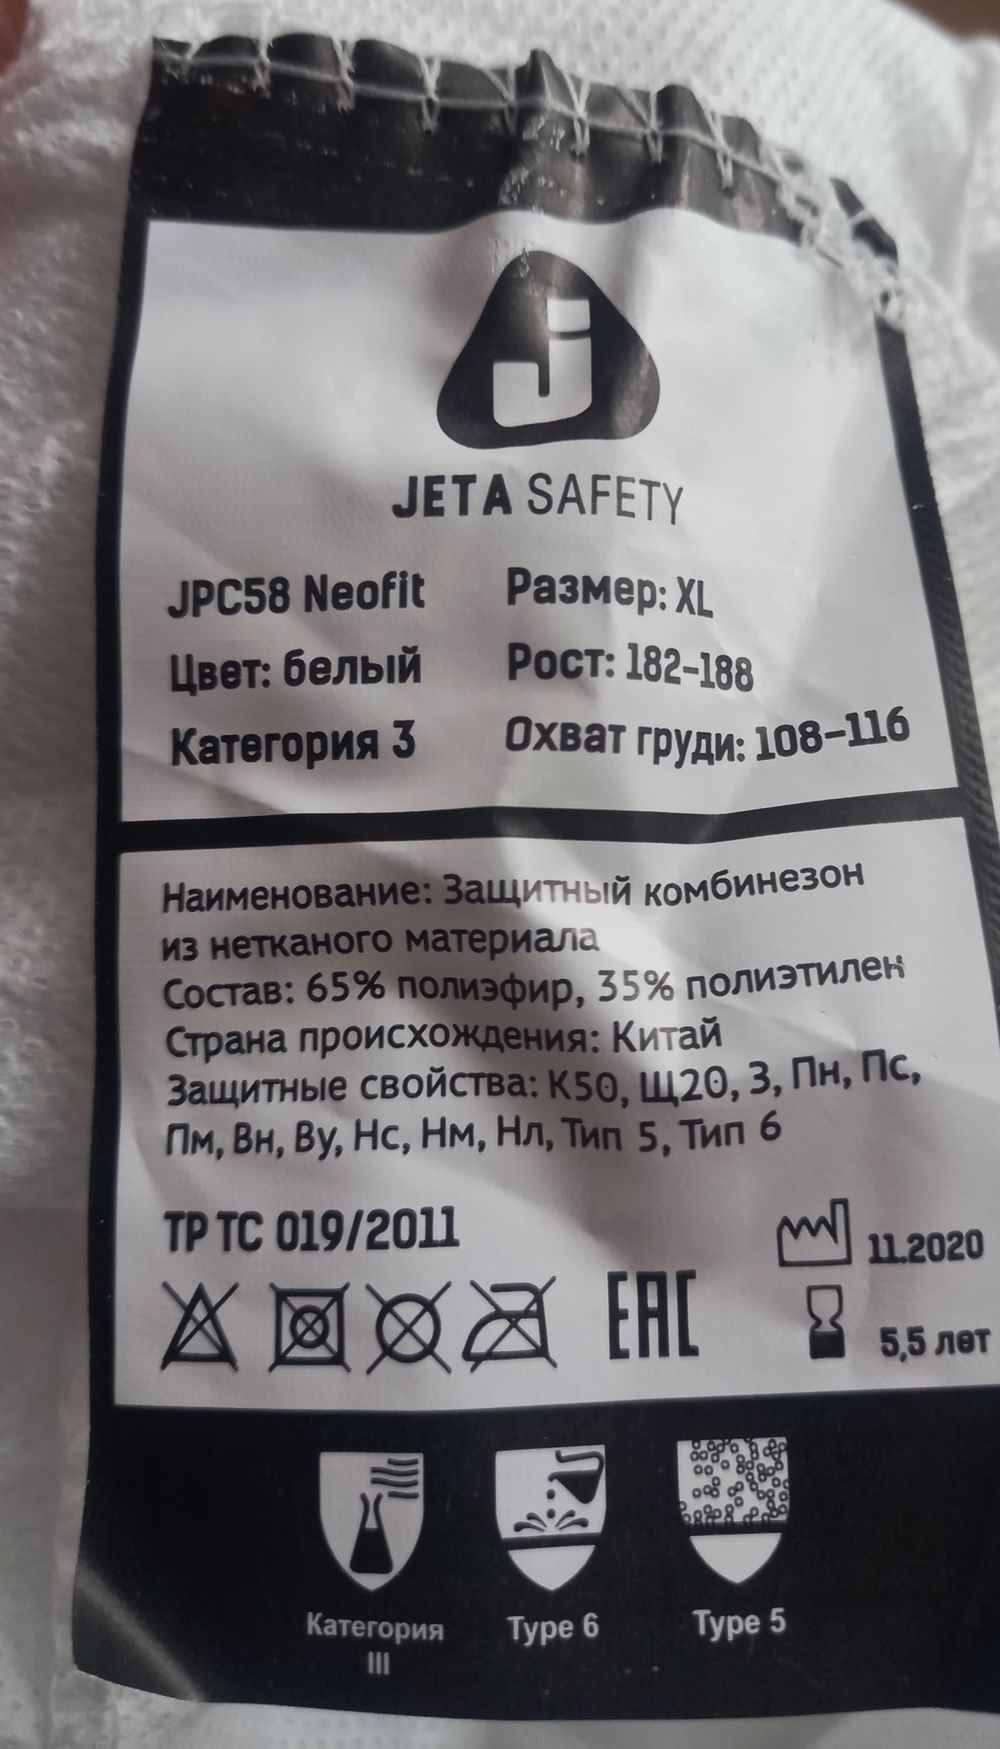 JETA SAFETY
JPC58 Neofit
Размер: XL
Цвет: белый
Рост: 182-188
Категория 3
Охват груди: 108-116
Наименование: Защитный комбинезон
из нетканого материала
Состав: 65% полиэфир, 35% полиэтилен
Страна происхождения: Китай
Защитные свойства: К50, Щ20, З, Пн, Пс,
Пм, Вн, Ву, Нс, Нм, Нл, Тип 5, Тип 6
ТР ТС 019/2011
11.2020
ЕАС
5,5 лет
Категория
III
Type 6
Type 5